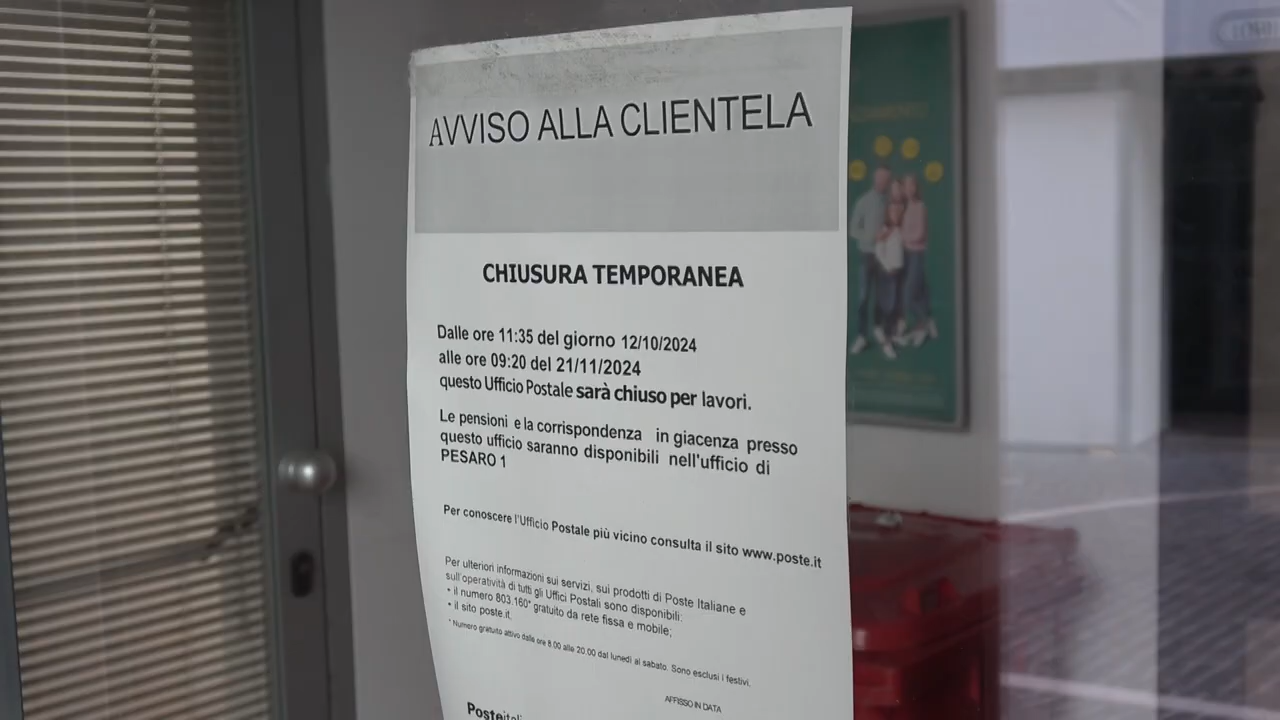 AVVISO ALLA CLIENTELA
CHIUSURA TEMPORANEA
Dalle ore 11:35 del giorno 12/10/2024
alle ore 09:20 del 21/11/2024
questo Ufficio Postale sarà chiuso per lavori.
Le pensioni e la corrispondenza in giacenza presso
questo ufficio saranno disponibili nell'ufficio di
PESARO 1
Per conoscere l'Ufficio Postale più vicino consulta il sito www.poste.it
Per ulteriori informazioni sui servizi, sui prodotti di Poste Italiane e
sull'operatività di tutti gli Uffici Postali sono disponibili:
• il numero 803.160* gratuito da rete fissa e mobile;
• il sito poste.it.
* Numero gratuito attivo dalle ore 8.00 alle 20.00 dal lunedì al sabato. Sono esclusi i festivi.
AFFISSO IN DATA
Posteital